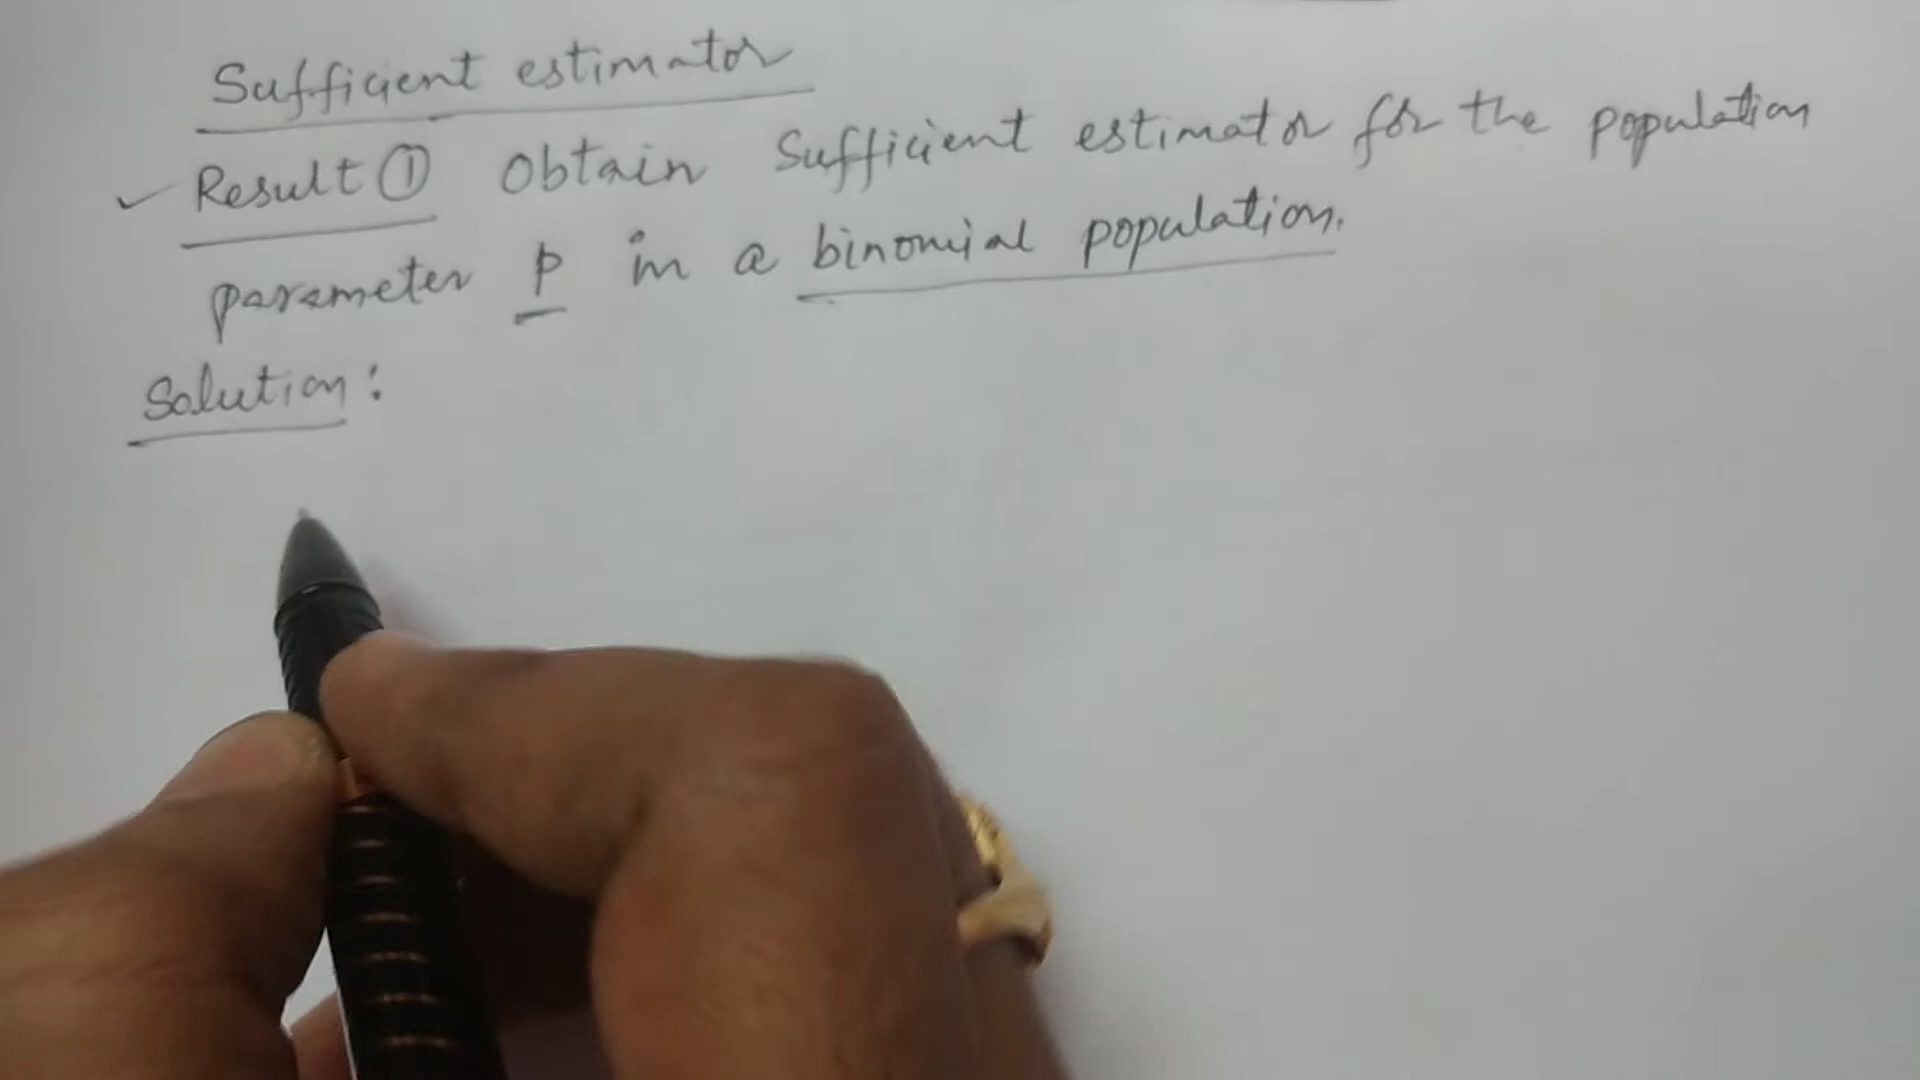 Sufficient estimator
Result ① Obtain Sufficient estimator for the population
parameter p in a binomial population.
Solution: